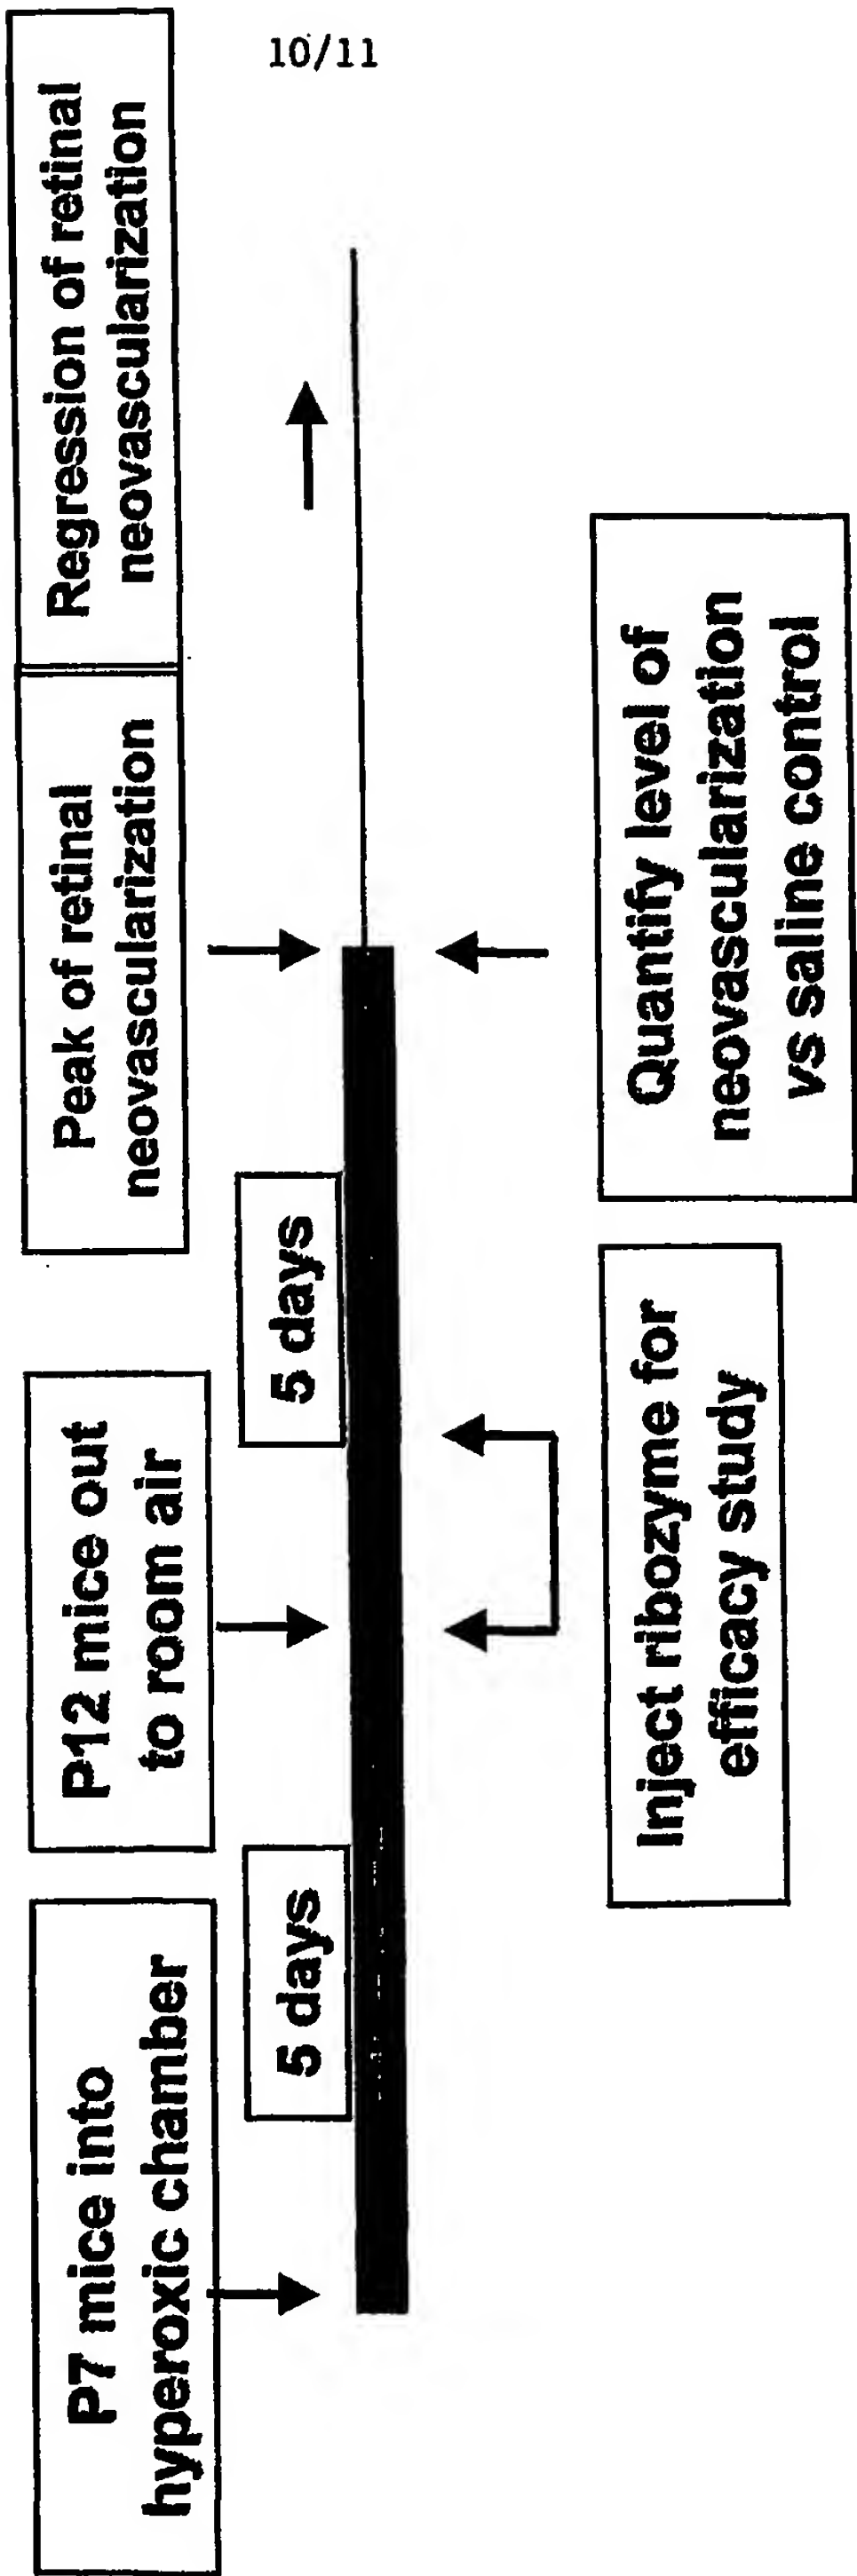 10/11
P7 mice into
hyperoxic chamber
5 days
P12 mice out
to room air
5 days
Peak of retinal
neovascularization
Regression of retinal
neovascularization
Inject ribozyme for
efficacy study
Quantify level of
neovascularization
vs saline control